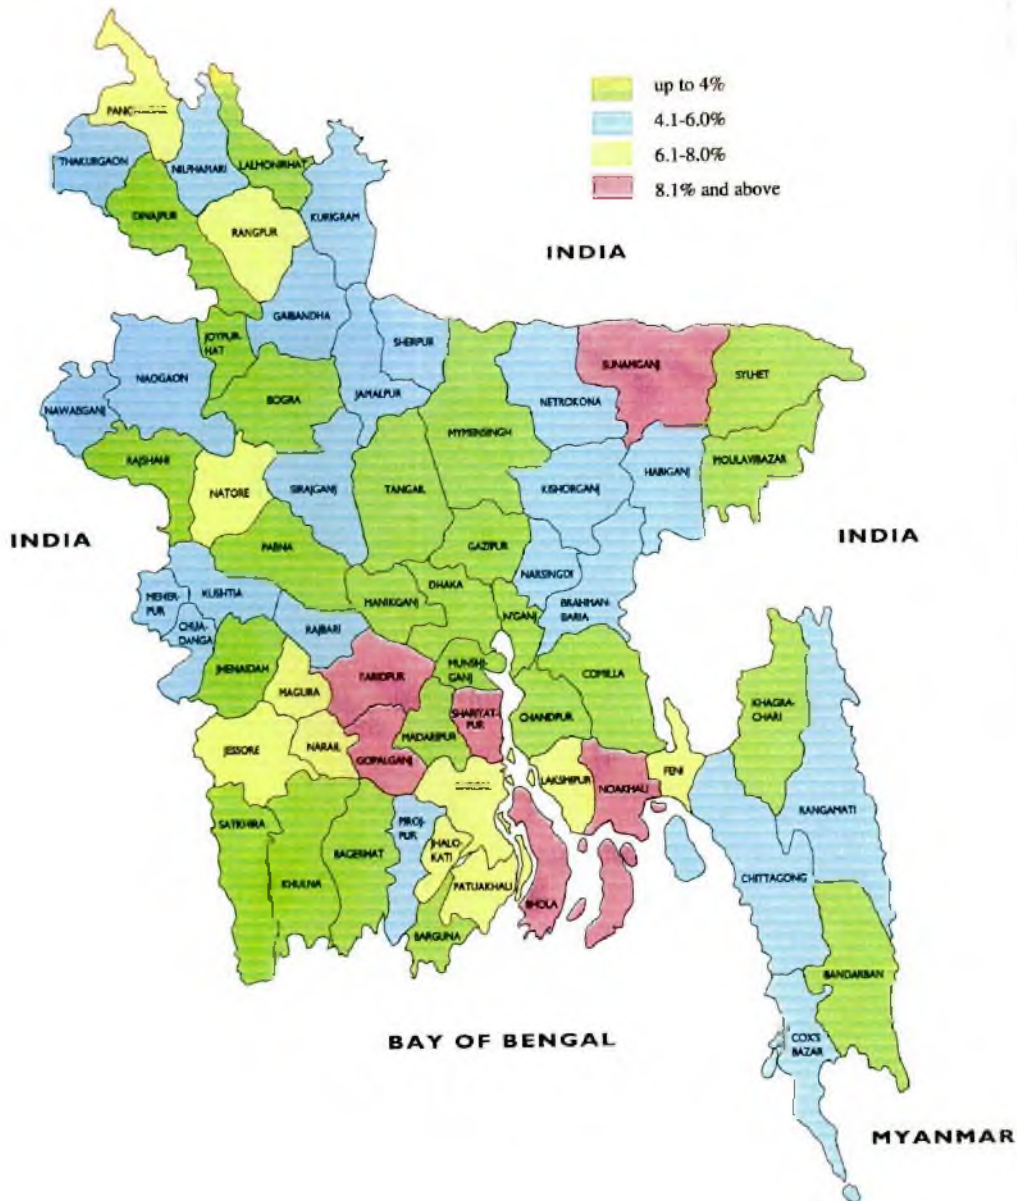 up to 4%
4.1-6.0%
6.1-8.0%
8.1% and above
THAKURGAON
NILPHAMARI
LALMONIRHAT
DINAJPUR
RANGPUR
KURIGRAM
INDIA
GAIBANDHA
JOYPUR-
HAT
SHERPUR
SUNAMGANJ
SYLHET
NAOGAON
BOGRA
JAMALPUR
NETROKONA
NAWABGANJ
MYMENSINGH
RAJSHAHI
HABIGANJ
MOULAVIBAZAR
NATORE
SIRAJGANJ
TANGAIL
KISHORGANJ
INDIA
INDIA
PABNA
GAZIPUR
NARSINGDI
DHAKA
MEHER-
PUR
KUSHTIA
MANIKGANJ
BRAHMAN-
BARIA
N'GANJ
CHUA-
DANGA
RAJBARI
JHENAIDAH
FARIDPUR
MUNSHI-
GANJ
COMILLA
MAGURA
KHAGRA-
CHARI
SHARIYAT-
PUR
CHANDPUR
MADARIPUR
JESSORE
NARAIL
GOPALGANJ
LAKSHIPUR
NOAKHALI
FENI
RANGAMATI
SATKHIRA
PIROJ-
PUR
JHALO-
KATI
BAGERHAT
KHULNA
PATUAKHALI
CHITTAGONG
BHOLA
BARGUNA
BANDARBAN
BAY OF BENGAL
COX'S
BAZAR
MYANMAR